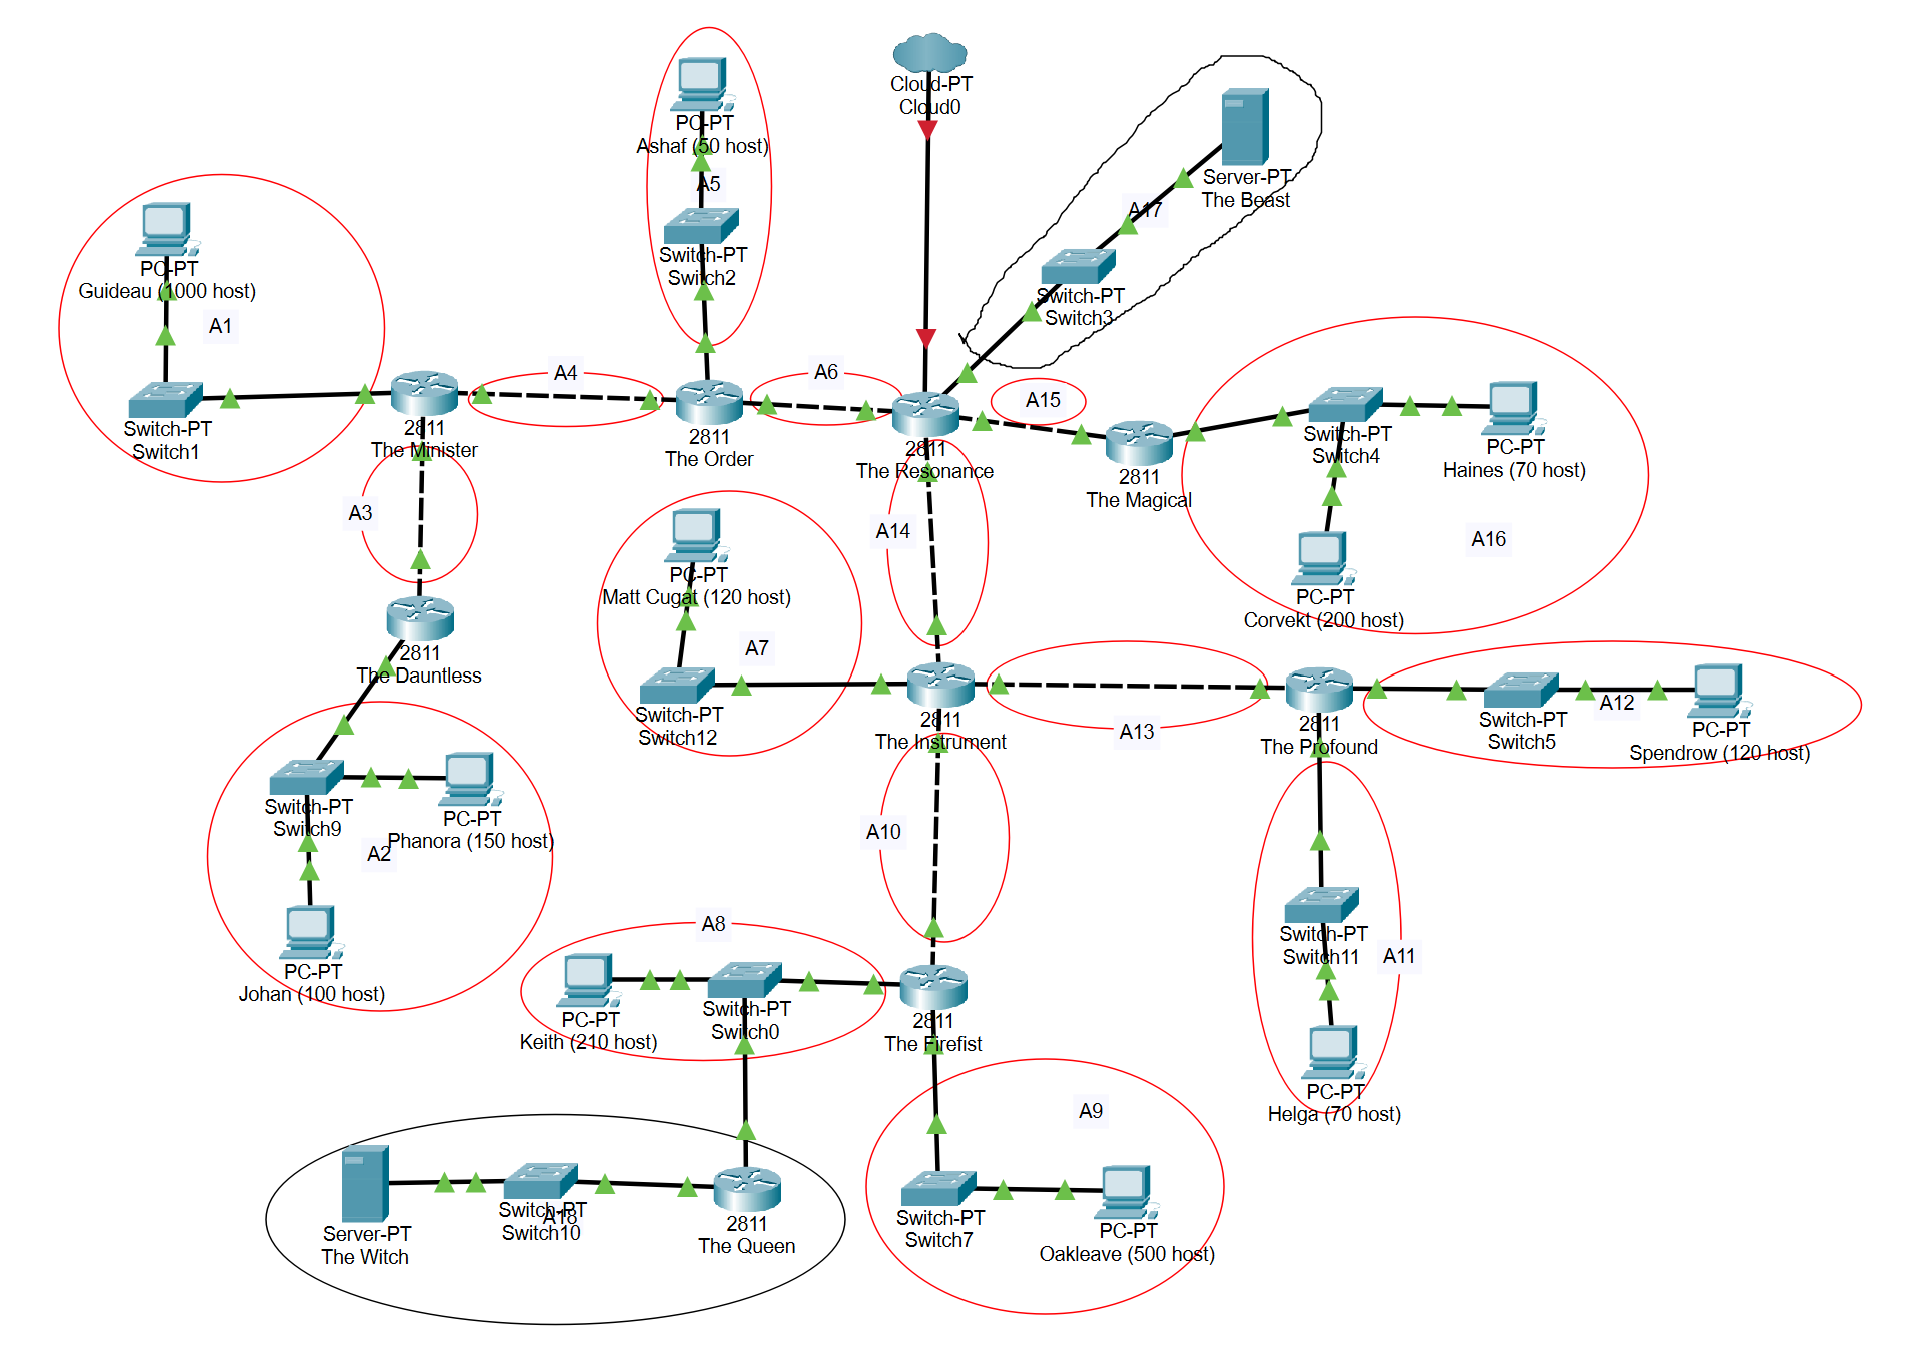 Cloud-PT
Cloud0
PC-PT
Ashaf (50 host)
A5
Switch-PT
Switch2
Server-PT
The Beast
A17
Switch-PT
Switch3
PC-PT
Guideau (1000 host)
A1
Switch-PT
Switch1
2811
The Minister
A4
2811
The Order
A6
2811
The Resonance
A15
2811
The Magical
Switch-PT
Switch4
PC-PT
Haines (70 host)
A16
PC-PT
Corvekt (200 host)
A3
2811
The Dauntless
PC-PT
Matt Cugat (120 host)
A7
Switch-PT
Switch12
A14
2811
The Instrument
A13
2811
The Profound
Switch-PT
Switch5
A12
PC-PT
Spendrow (120 host)
Switch-PT
Switch9
PC-PT
Phanora (150 host)
A2
PC-PT
Johan (100 host)
A10
A8
PC-PT
Keith (210 host)
Switch-PT
Switch0
2811
The Firefist
Switch-PT
Switch11
A11
PC-PT
Helga (70 host)
A9
Switch-PT
Switch7
PC-PT
Oakleave (500 host)
Server-PT
The Witch
Switch-PT
A18
Switch10
2811
The Queen